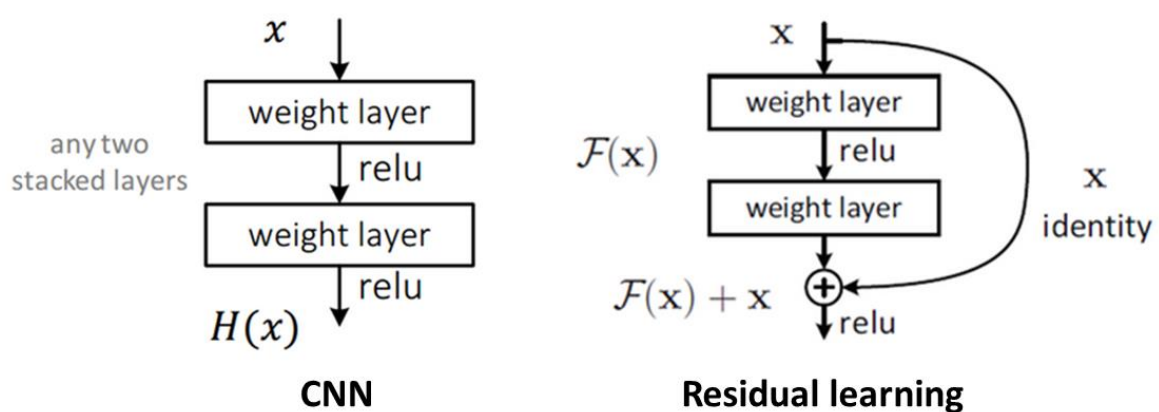 x
weight layer
any two
stacked layers
relu
weight layer
relu
H(x)
CNN
x
weight layer
F(x)
relu
x
weight layer
identity
F(x) + x
+
relu
Residual learning